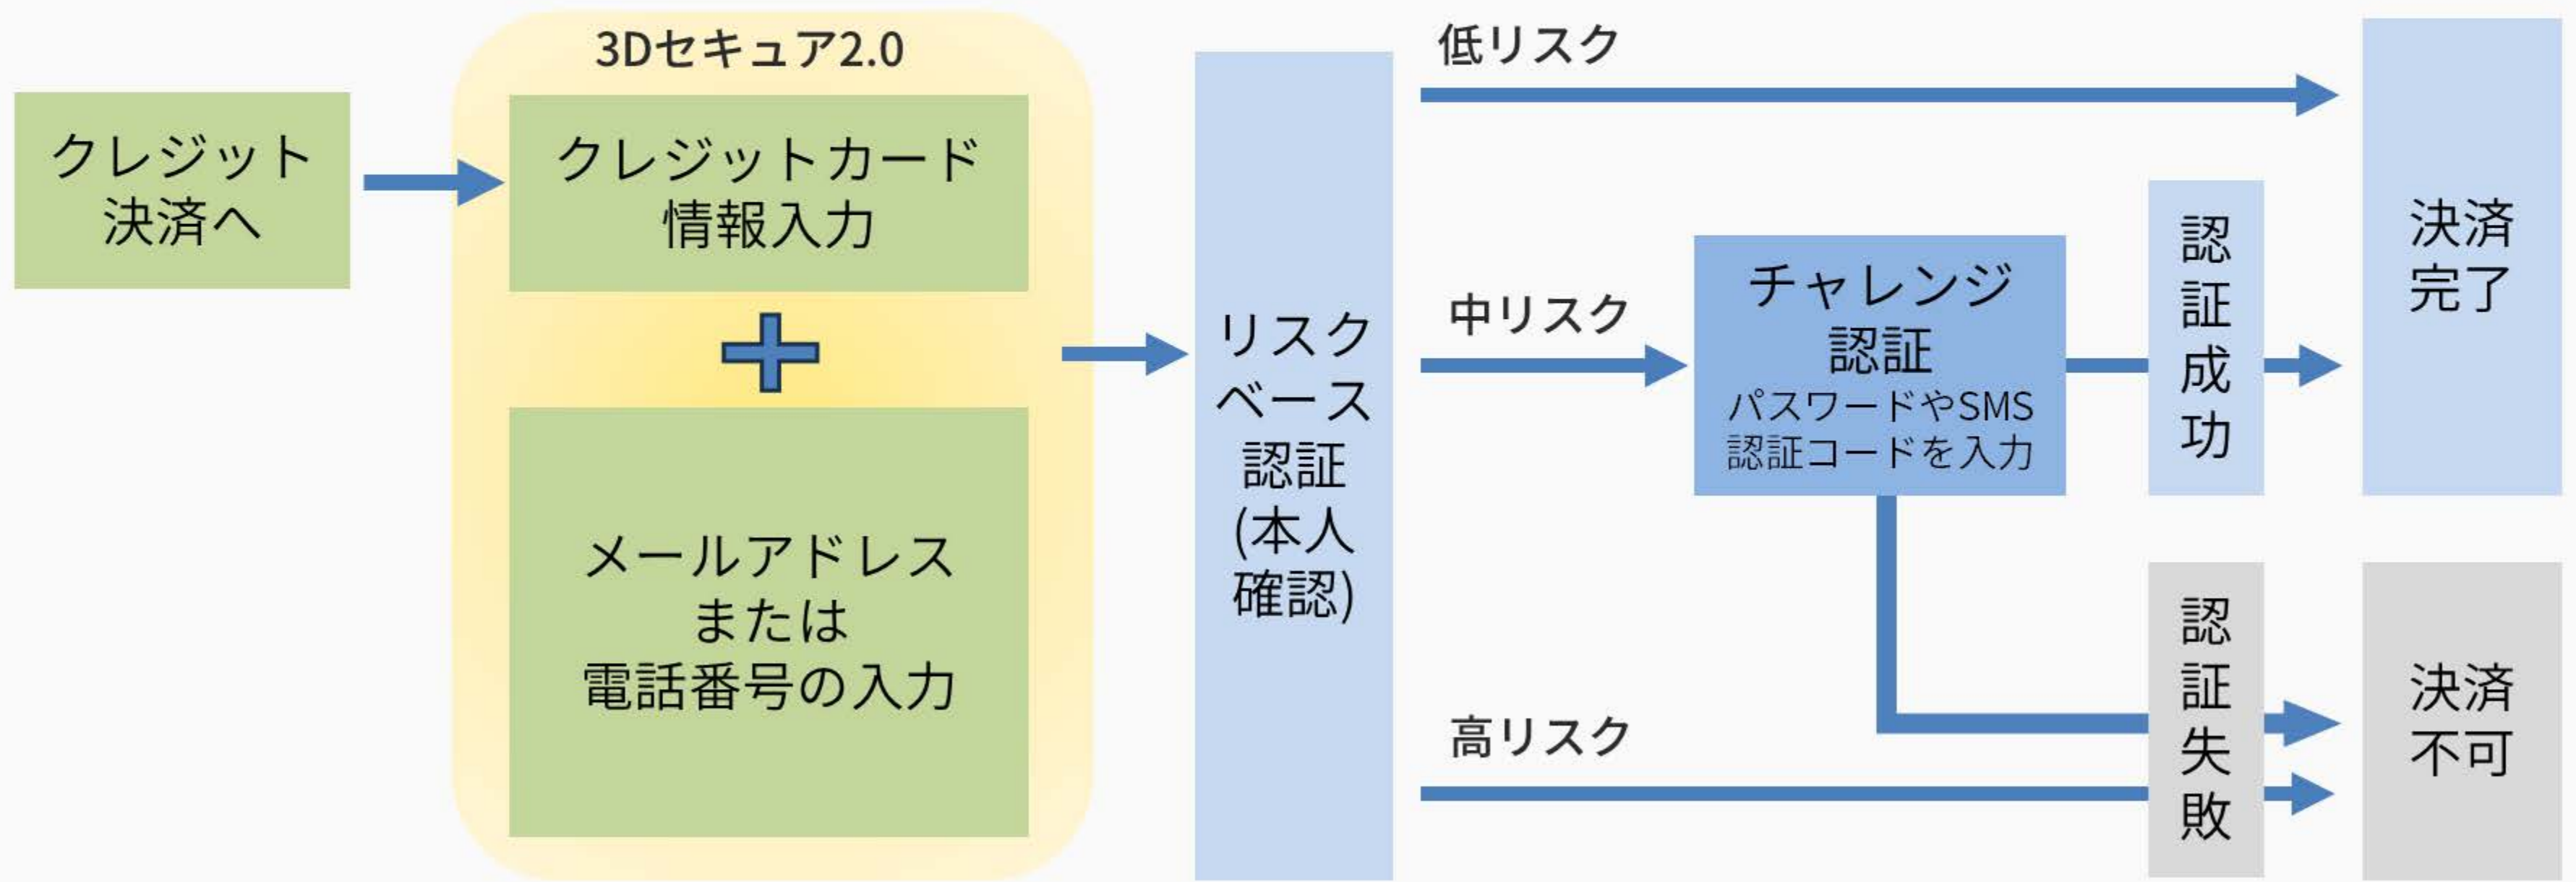 3Dセキュア2.0
クレジット
決済へ
クレジットカード
情報入力
メールアドレス
または
電話番号の入力
リスク
ベース
認証
(本人
確認)
低リスク
中リスク
高リスク
チャレンジ
認証
パスワードやSMS
認証コードを入力
認証成功
認証失敗
決済
完了
決済
不可